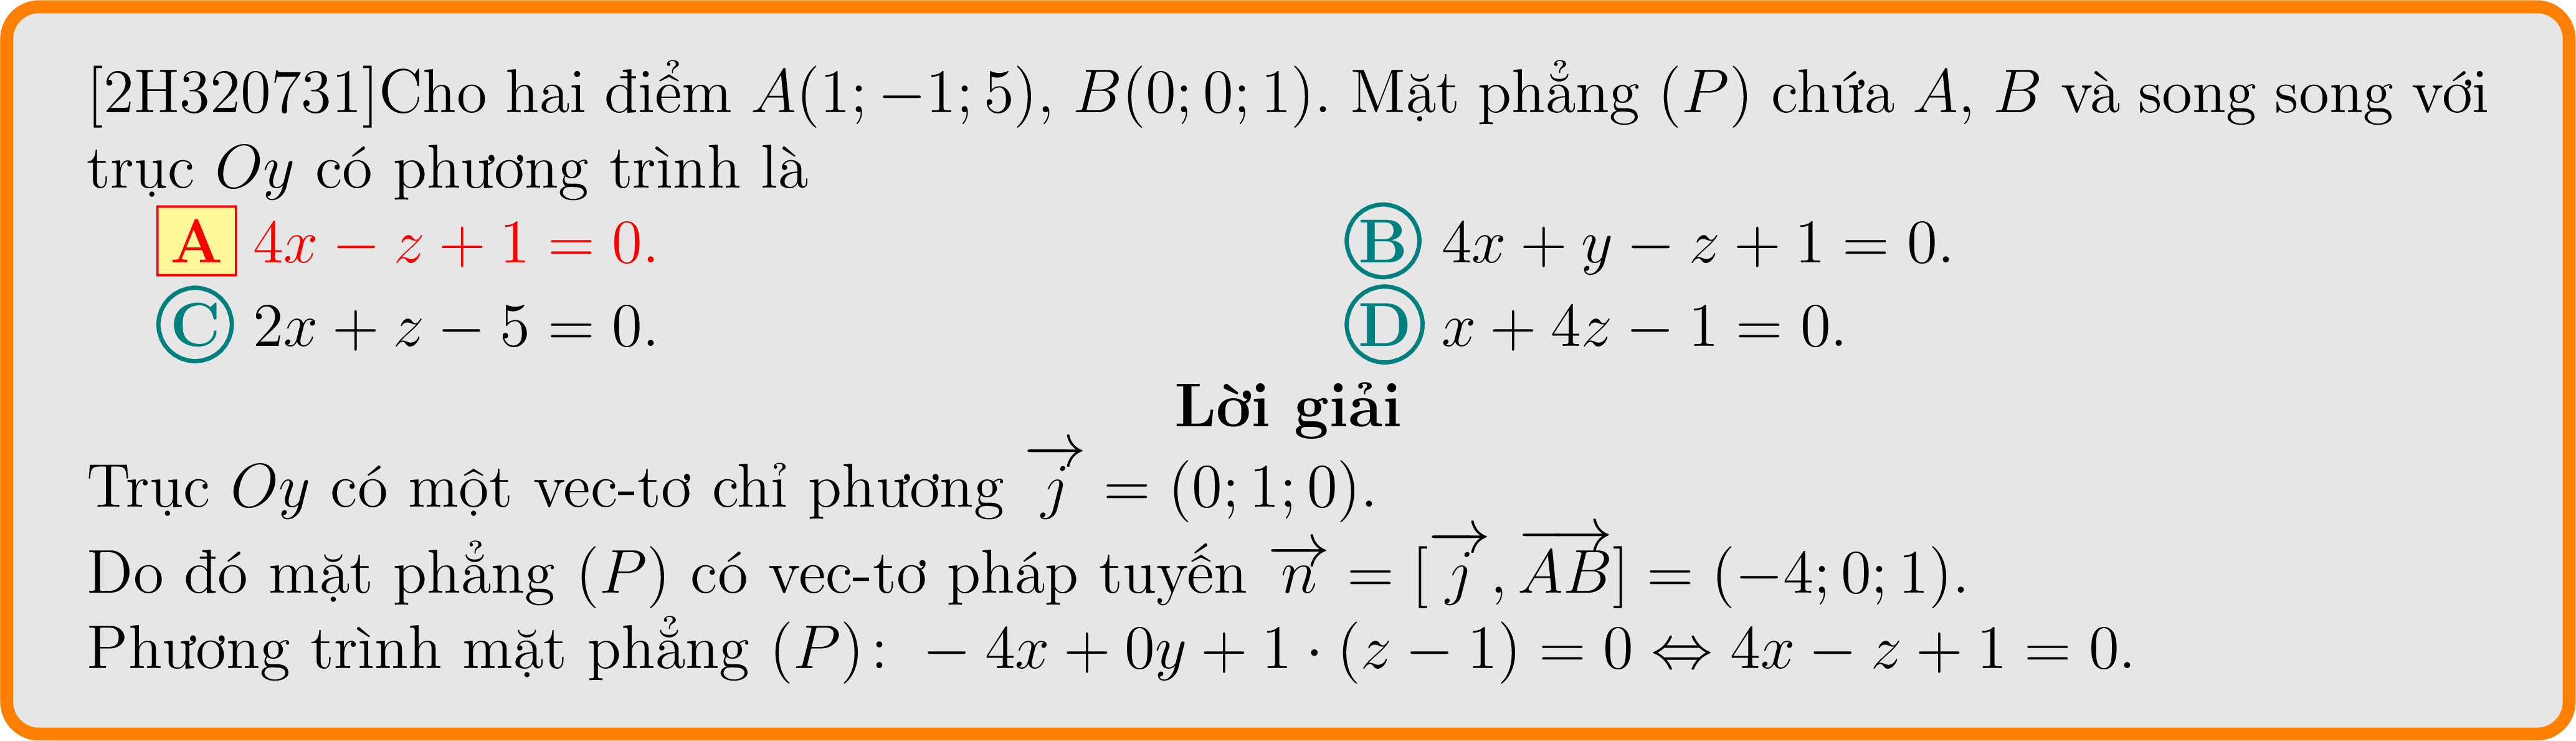 [2H320731]Cho hai điểm A(1; −1; 5), B(0; 0; 1). Mặt phẳng (P) chứa A, B và song song với
trục Oy có phương trình là
A 4x − z + 1 = 0.
B 4x + y − z + 1 = 0.
C 2x + z − 5 = 0.
D x + 4z − 1 = 0.
Lời giải
Trục Oy có một vec-tơ chỉ phương \overrightarrow{j} = (0; 1; 0).
Do đó mặt phẳng (P) có vec-tơ pháp tuyến \overrightarrow{n} = [\overrightarrow{j}, \overrightarrow{AB}] = (−4; 0; 1).
Phương trình mặt phẳng (P): − 4x + 0y + 1 · (z − 1) = 0 ⇔ 4x − z + 1 = 0.